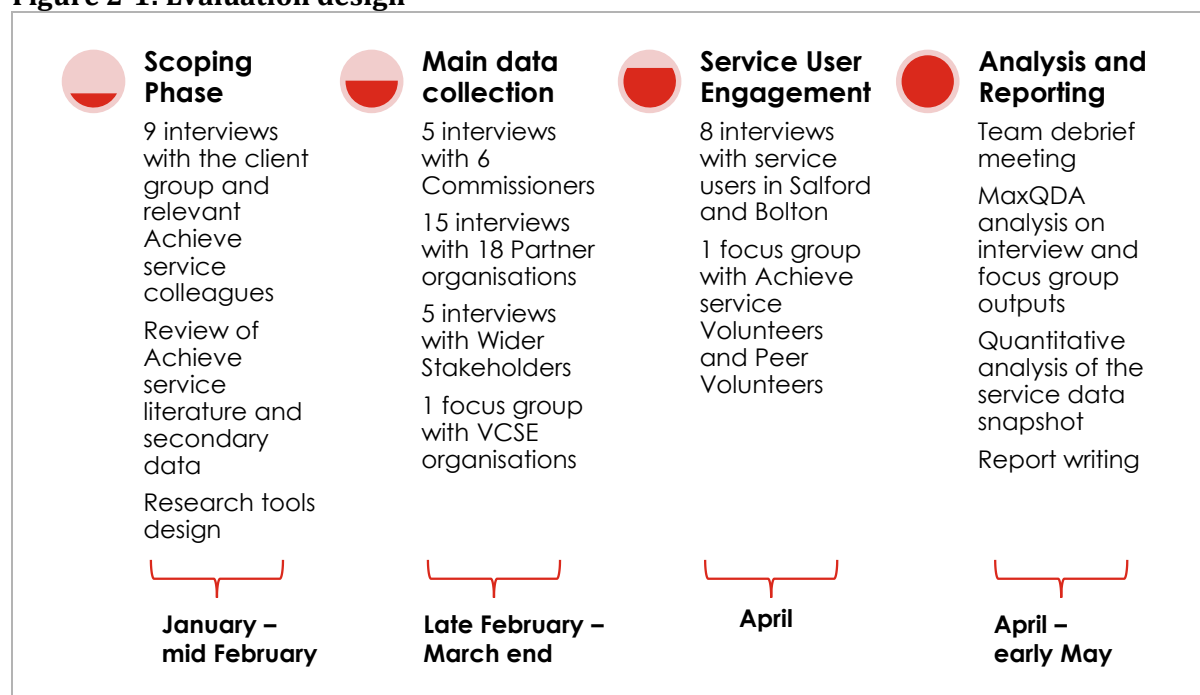 Figure 2-1: Evaluation design
Scoping
Phase
9 interviews
with the client
group and
relevant
Achieve
service
colleagues
Review of
Achieve
service
literature and
secondary
data
Research tools
design
January –
mid February
Main data
collection
5 interviews
with 6
Commissioners
15 interviews
with 18 Partner
organisations
5 interviews
with Wider
Stakeholders
1 focus group
with VCSE
organisations
Late February –
March end
Service User
Engagement
8 interviews
with service
users in Salford
and Bolton
1 focus group
with Achieve
service
Volunteers
and Peer
Volunteers
April
Analysis and
Reporting
Team debrief
meeting
MaxQDA
analysis on
interview and
focus group
outputs
Quantitative
analysis of the
service data
snapshot
Report writing
April –
early May